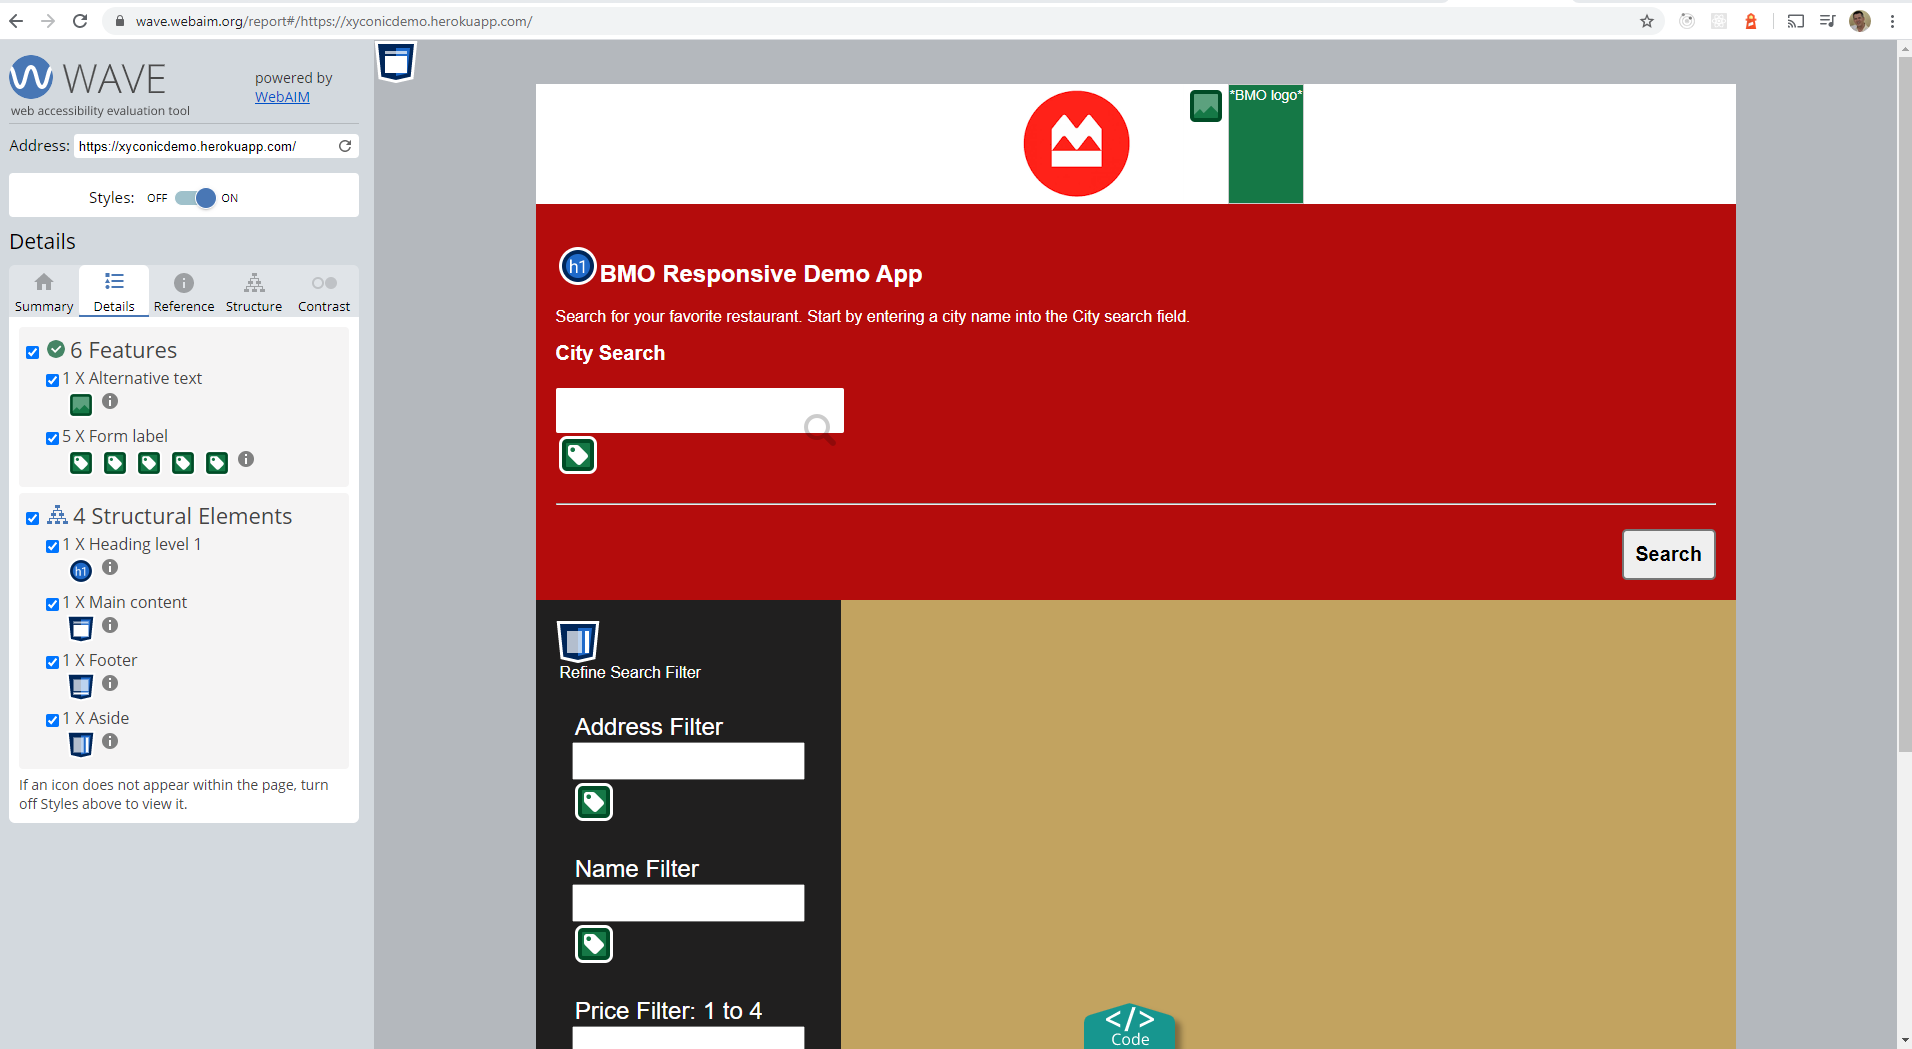 wave.webaim.org/report#/https://xyconicdemo.herokuapp.com/
WAVE
web accessibility evaluation tool
powered by
WebAIM
Address: https://xyconicdemo.herokuapp.com/
Styles: OFF ON
Details
Summary Details Reference Structure Contrast
6 Features
1 X Alternative text
5 X Form label
4 Structural Elements
1 X Heading level 1
h1
1 X Main content
1 X Footer
1 X Aside
If an icon does not appear within the page, turn
off Styles above to view it.
*BMO logo*
h1 BMO Responsive Demo App
Search for your favorite restaurant. Start by entering a city name into the City search field.
City Search
Search
Refine Search Filter
Address Filter
Name Filter
Price Filter: 1 to 4
</> 
Code